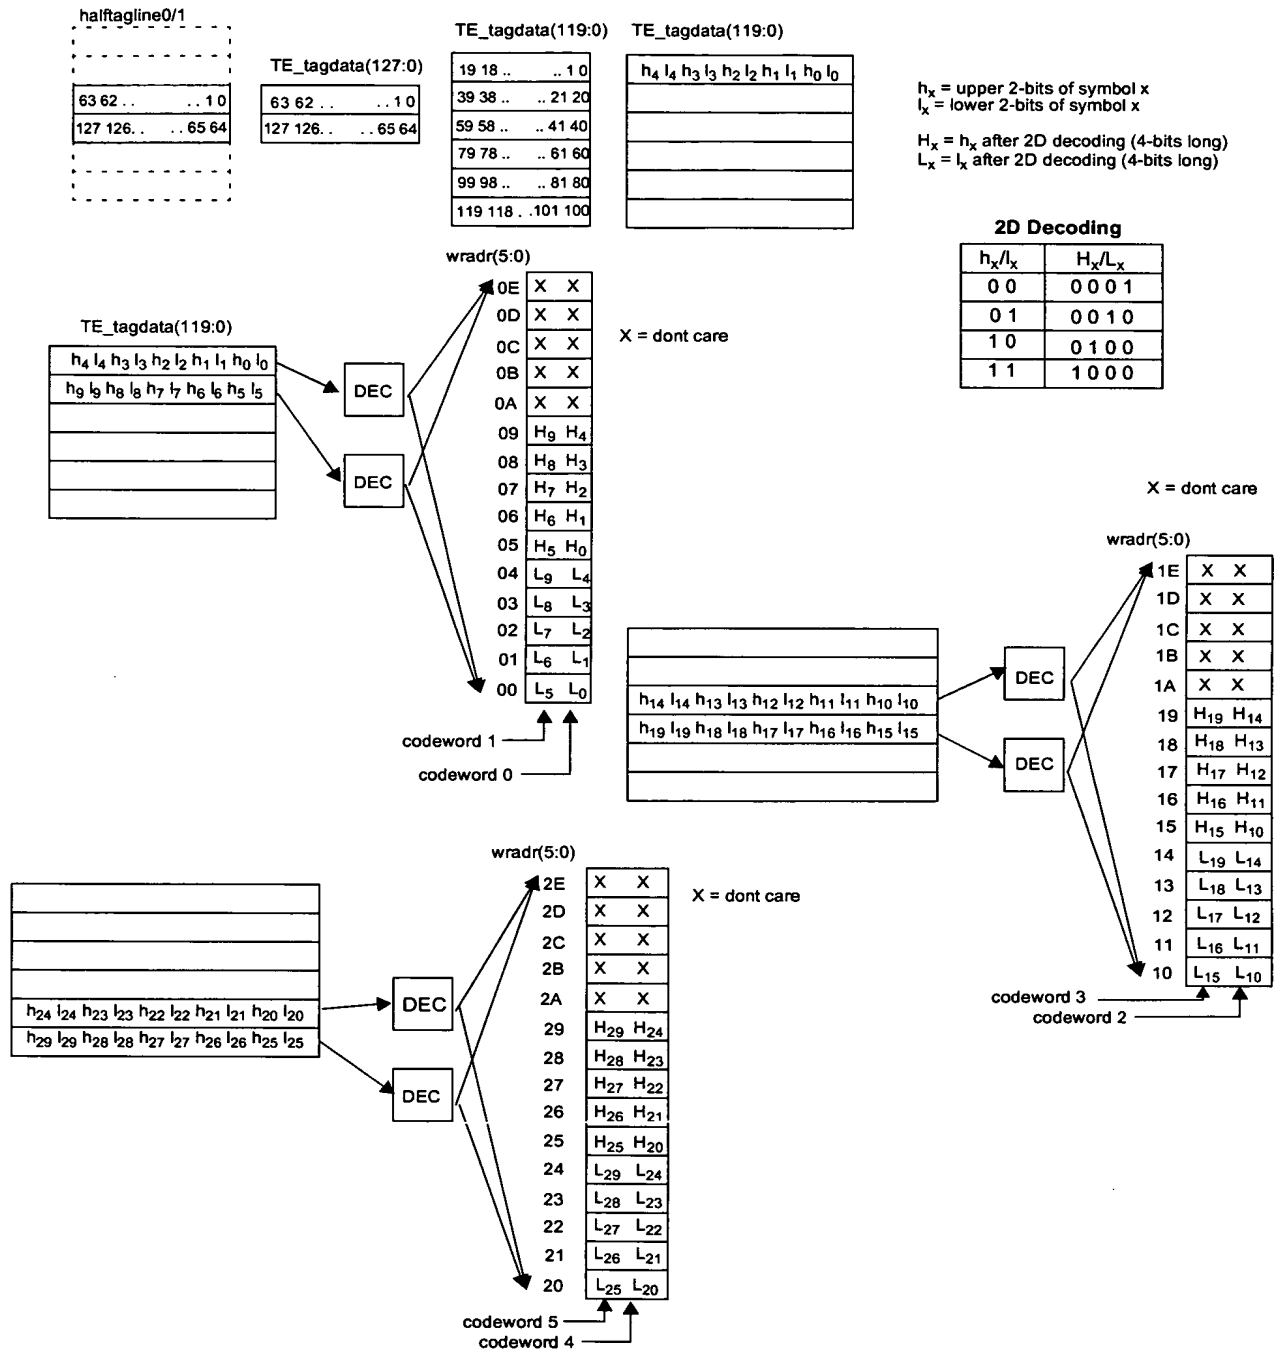 halftagline0/1
63 62 . . . . 1 0
127 126. . . . 65 64
TE_tagdata(127:0)
63 62 . . . . 1 0
127 126. . . . 65 64
TE_tagdata(119:0)
19 18 .. .. 1 0
39 38 .. .. 21 20
59 58 .. .. 41 40
79 78 .. .. 61 60
99 98 .. .. 81 80
119 118 . . 101 100
TE_tagdata(119:0)
h4 l4 h3 l3 h2 l2 h1 l1 h0 l0
hx = upper 2-bits of symbol x
lx = lower 2-bits of symbol x
Hx = hx after 2D decoding (4-bits long)
Lx = lx after 2D decoding (4-bits long)
2D Decoding
hx/lx Hx/Lx
0 0 0 0 0 1
0 1 0 0 1 0
1 0 0 1 0 0
1 1 1 0 0 0
TE_tagdata(119:0)
h4 l4 h3 l3 h2 l2 h1 l1 h0 l0
h9 l9 h8 l8 h7 l7 h6 l6 h5 l5
DEC
DEC
wradr(5:0)
0E X X
0D X X
0C X X
0B X X
0A X X
09 H9 H4
08 H8 H3
07 H7 H2
06 H6 H1
05 H5 H0
04 L9 L4
03 L8 L3
02 L7 L2
01 L6 L1
00 L5 L0
X = dont care
codeword 1
codeword 0
h14 l14 h13 l13 h12 l12 h11 l11 h10 l10
h19 l19 h18 l18 h17 l17 h16 l16 h15 l15
DEC
DEC
X = dont care
wradr(5:0)
1E X X
1D X X
1C X X
1B X X
1A X X
19 H19 H14
18 H18 H13
17 H17 H12
16 H16 H11
15 H15 H10
14 L19 L14
13 L18 L13
12 L17 L12
11 L16 L11
10 L15 L10
codeword 3
codeword 2
h24 l24 h23 l23 h22 l22 h21 l21 h20 l20
h29 l29 h28 l28 h27 l27 h26 l26 h25 l25
DEC
DEC
wradr(5:0)
2E X X
2D X X
2C X X
2B X X
2A X X
29 H29 H24
28 H28 H23
27 H27 H22
26 H26 H21
25 H25 H20
24 L29 L24
23 L28 L23
22 L27 L22
21 L26 L21
20 L25 L20
X = dont care
codeword 5
codeword 4